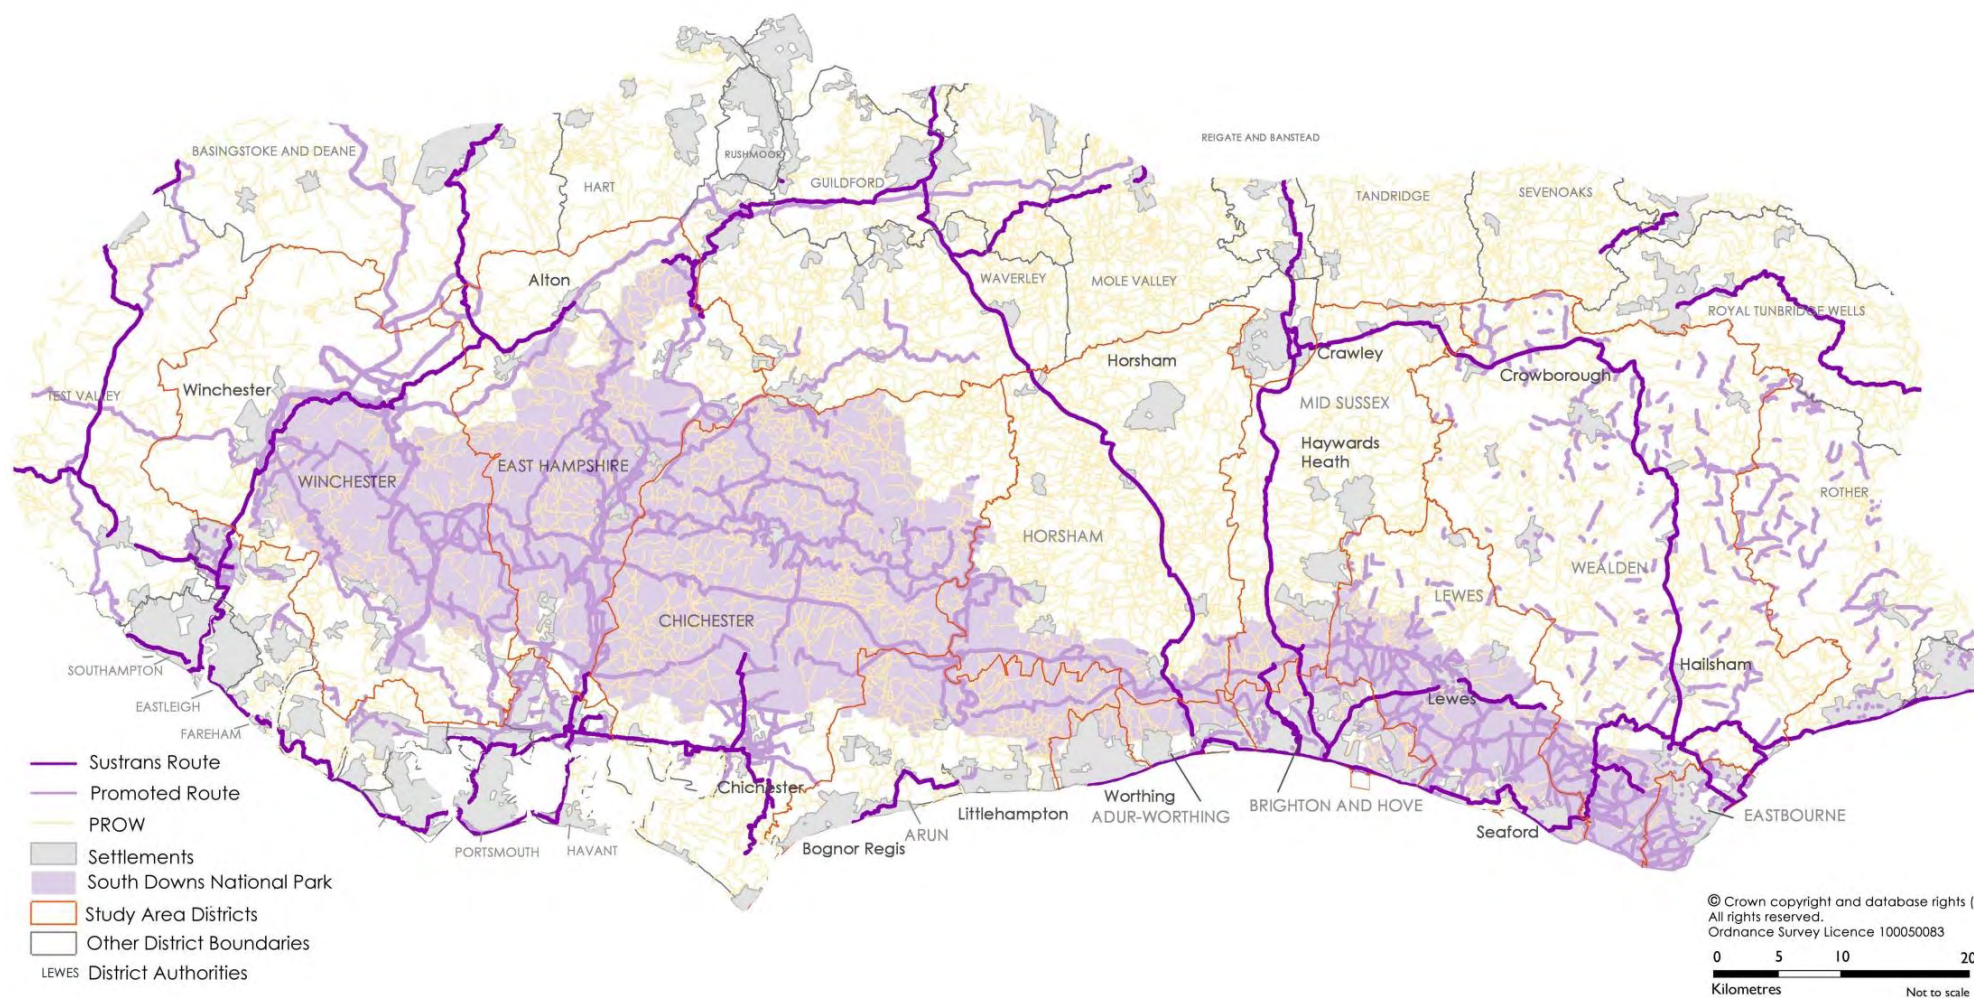 REIGATE AND BANSTEAD
BASINGSTOKE AND DEANE
RUSHMOOR
HART
GUILDFORD
TANDRIDGE
SEVENOAKS
Alton
WAVERLEY
MOLE VALLEY
ROYAL TUNBRIDGE WELLS
Horsham
Crawley
Crowborough
TEST VALLEY
Winchester
MID SUSSEX
Haywards
Heath
EAST HAMPSHIRE
WINCHESTER
ROTHER
HORSHAM
WEALDEN
LEWES
CHICHESTER
SOUTHAMPTON
Hailsham
EASTLEIGH
Lewes
FAREHAM
Chichester
Worthing
ADUR-WORTHING
BRIGHTON AND HOVE
Littlehampton
EASTBOURNE
Seaford
ARUN
Bognor Regis
PORTSMOUTH
HAVANT
Sustrans Route
Promoted Route
PROW
Settlements
South Downs National Park
Study Area Districts
Other District Boundaries
LEWES District Authorities
© Crown copyright and database rights (
All rights reserved.
Ordnance Survey Licence 100050083
0 5 10 20
Kilometres
Not to scale